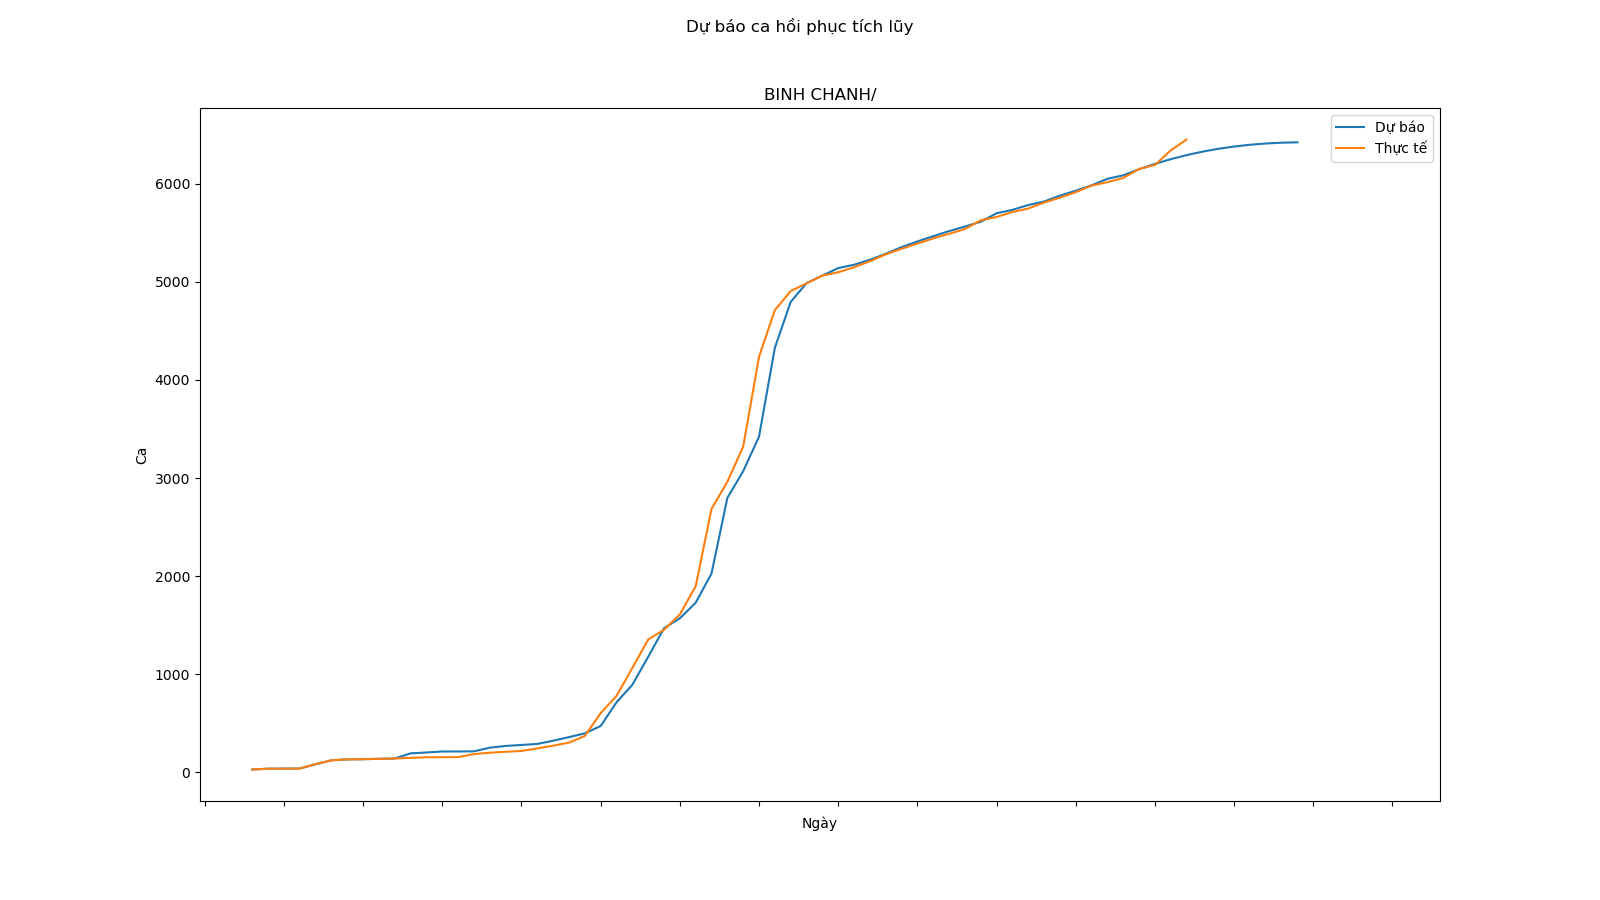 Dự báo ca hồi phục tích lũy
BINH CHANH/
Dự báo
Thực tế
6000
5000
4000
3000
2000
1000
0
Ca
Ngày